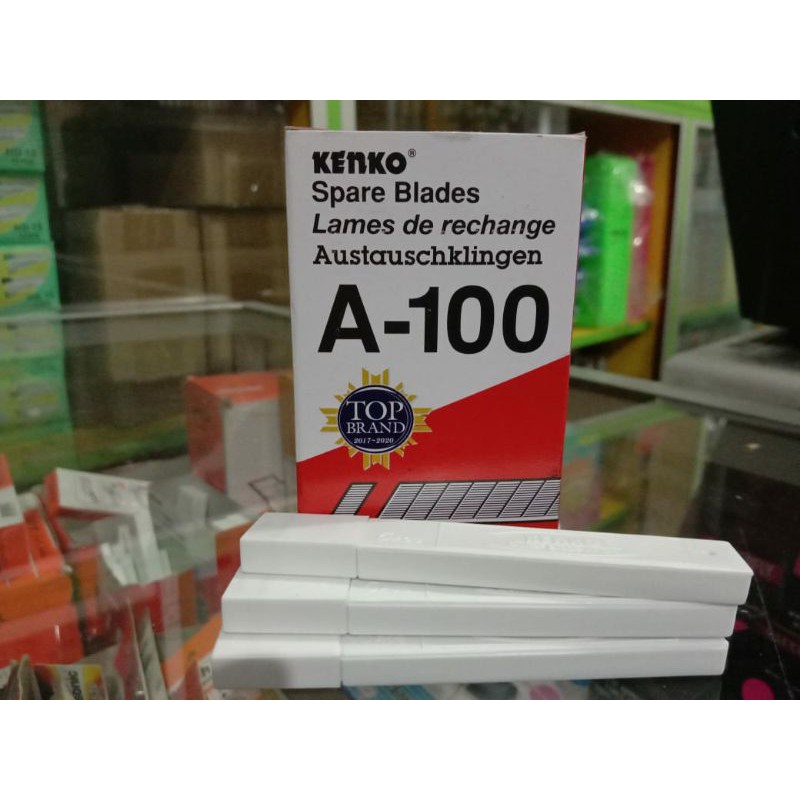 KENKO®
Spare Blades
Lames de rechange
Austauschklingen
A-100
TOP
BRAND
2017-2020